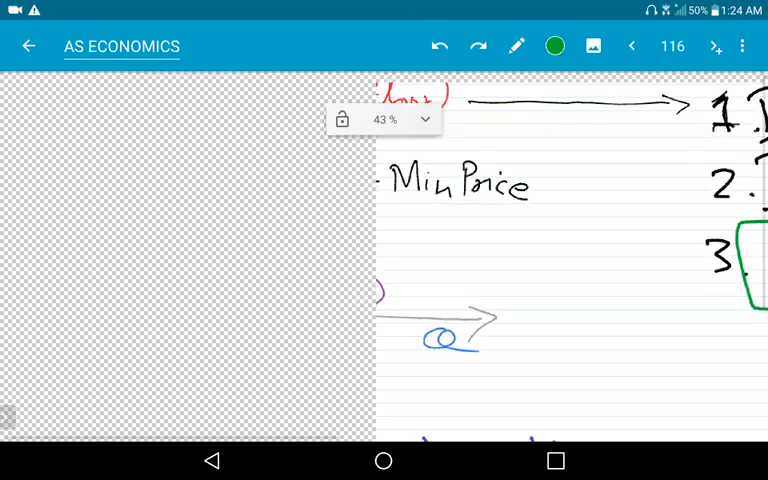 50% 1:24 AM
AS ECONOMICS
116
43 %
1.
Min Price
2.
3.
Q